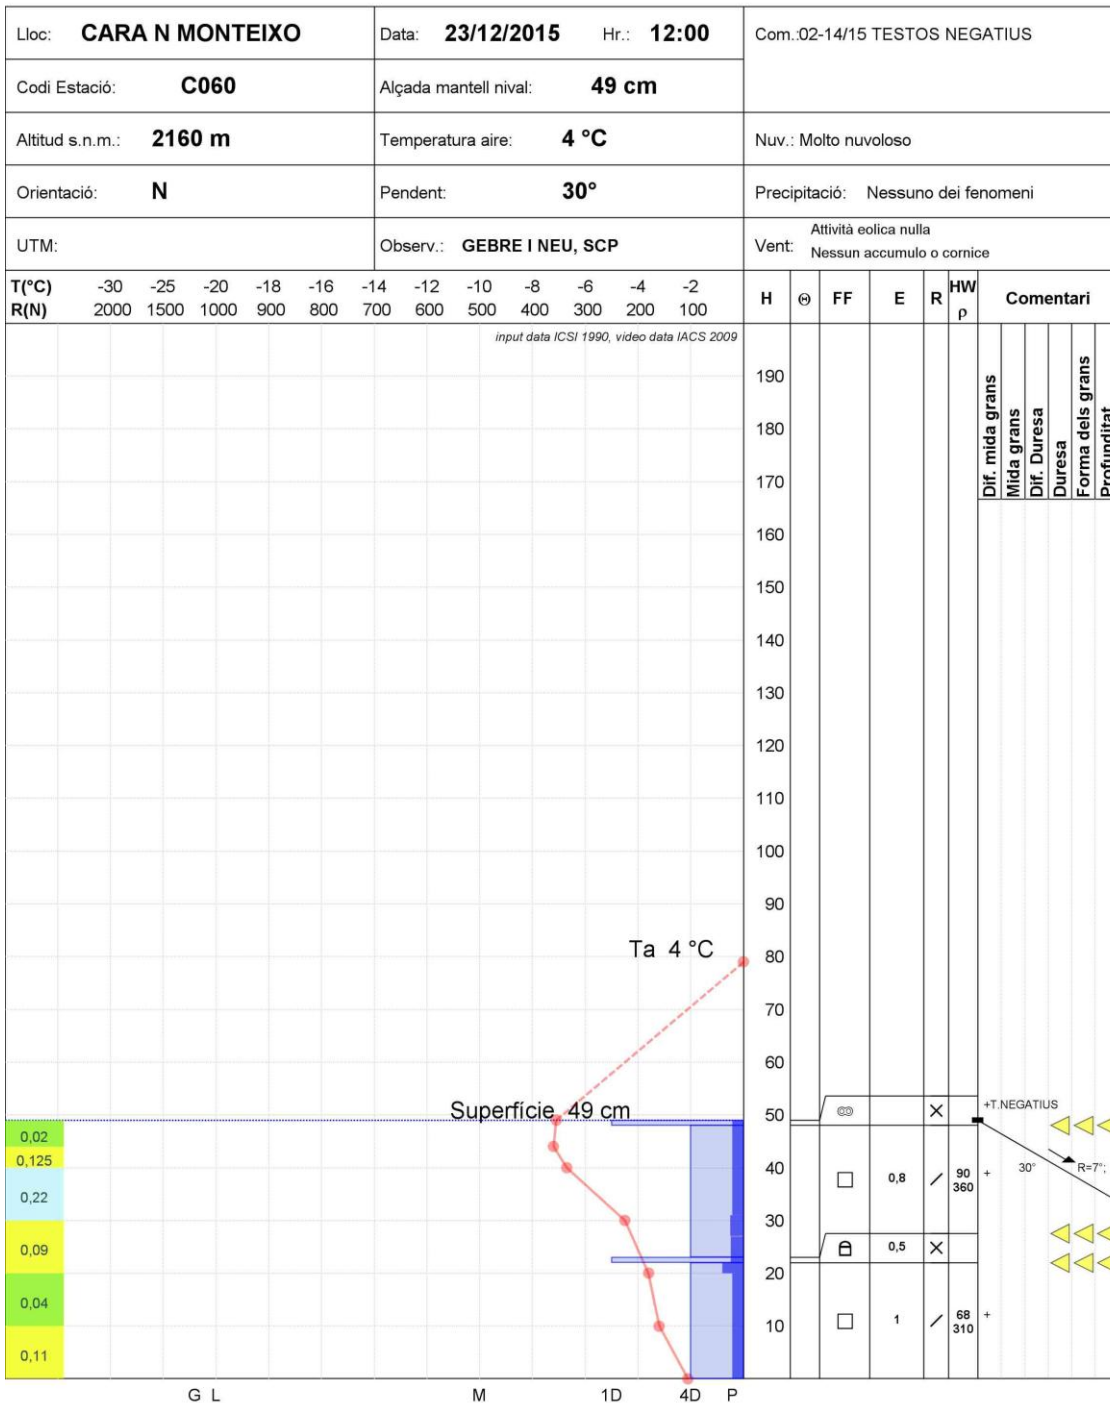 Lloc: CARA N MONTEIXO Data: 23/12/2015 Hr.: 12:00 Com.:02-14/15 TESTOS NEGATIUS
Codi Estació: C060 Alçada mantell nival: 49 cm
Altitud s.n.m.: 2160 m Temperatura aire: 4 °C Nuv.: Molto nuvoloso
Orientació: N Pendent: 30° Precipitació: Nessuno dei fenomeni
UTM: Observ.: GEBRE I NEU, SCP Vent: Attività eolica nulla
Nessun accumulo o cornice
T(°C) -30 -25 -20 -18 -16 -14 -12 -10 -8 -6 -4 -2
R(N) 2000 1500 1000 900 800 700 600 500 400 300 200 100
H Θ FF E R HW ρ Comentari
input data ICSI 1990, video data IACS 2009
Dif. mida grans
Mida grans
Dif. Duresa
Duresa
Forma dels grans
Profunditat
190
180
170
160
150
140
130
120
110
100
90
Ta 4 °C 80
70
60
Superfície 49 cm 50 +T.NEGATIUS
0,02
0,125
0,22 40 0,8 90 360 + 30° R=7°;
30
0,09 0,5
20
0,04
10 1 68 310 +
0,11
G L M 1D 4D P